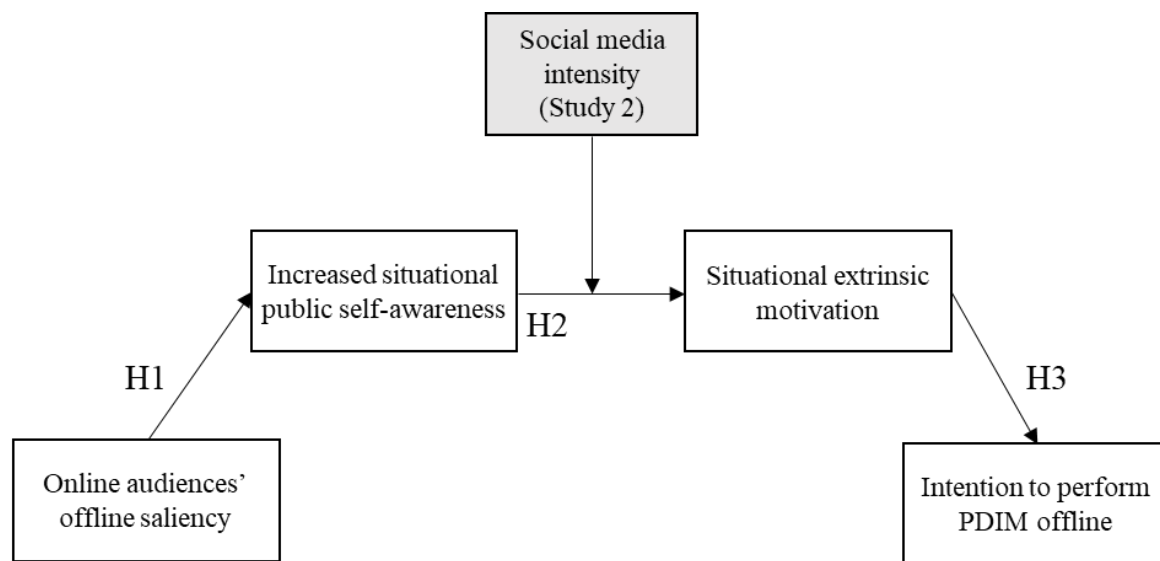 Social media
intensity
(Study 2)
Increased situational
public self-awareness
H2
Situational extrinsic
motivation
H1
H3
Online audiences’
offline saliency
Intention to perform
PDIM offline